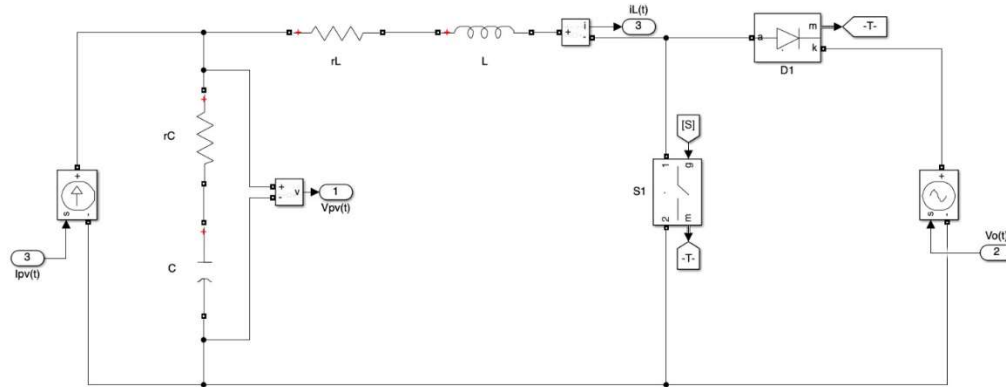 iL(t)
3
+
i
-
rL
L
a
m
k
D1
-T-
rC
+
-
v
1
Vpv(t)
[S]
1
g
S1
2
m
-T-
+
s
-
3
Ipv(t)
C
+
s
-
Vo(t)
2